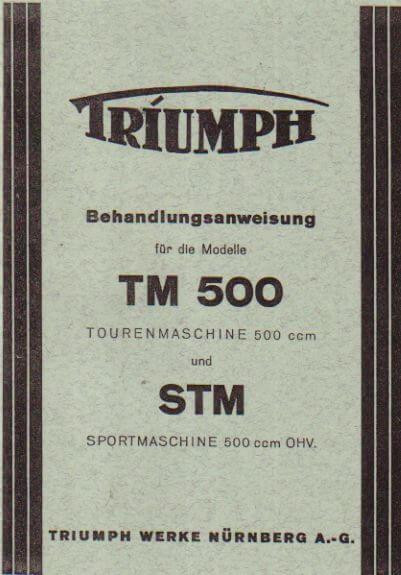 TRIUMPH
Behandlungsanweisung
für die Modelle
TM 500
TOURENMASCHINE 500 ccm
und
STM
SPORTMASCHINE 500 ccm OHV.
TRIUMPH WERKE NÜRNBERG A.-G.